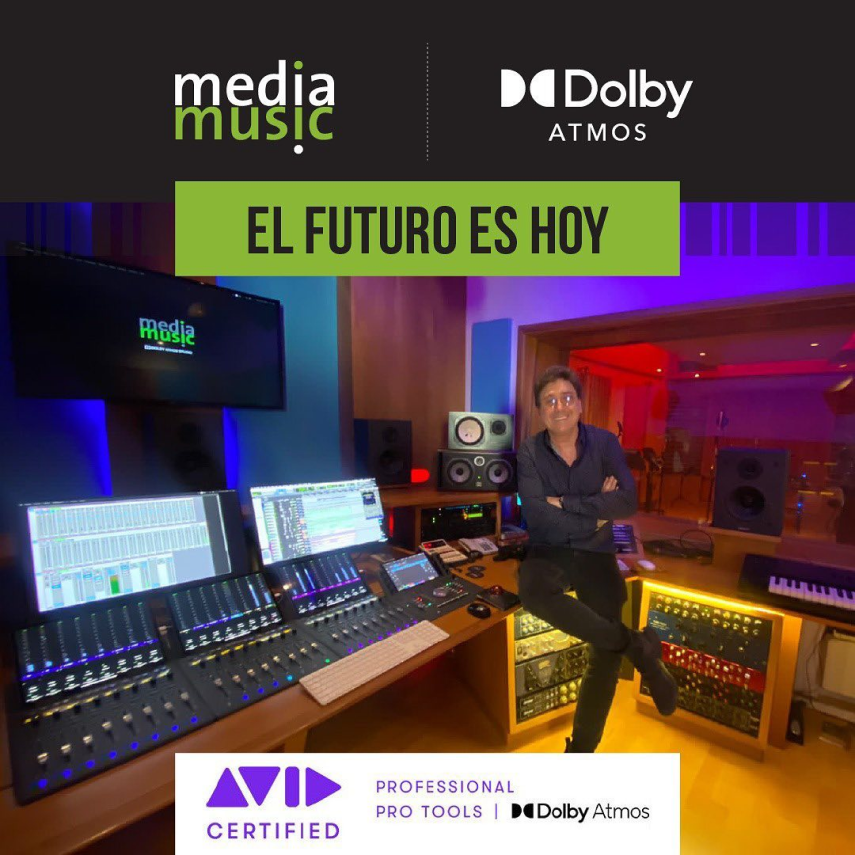 media
music
Dolby
ATMOS
EL FUTURO ES HOY
media
music
AVID
CERTIFIED
PROFESSIONAL
PRO TOOLS | Dolby Atmos